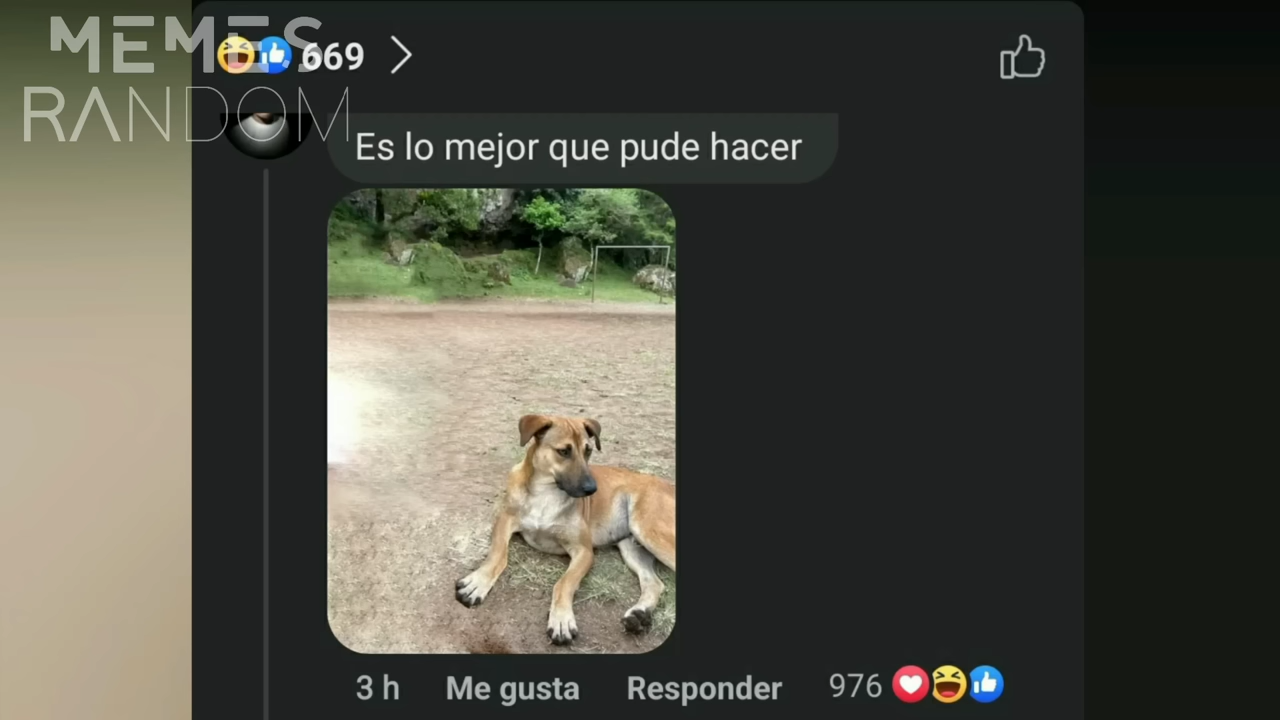 MEMES
RANDOM
669
Es lo mejor que pude hacer
3 h Me gusta Responder 976